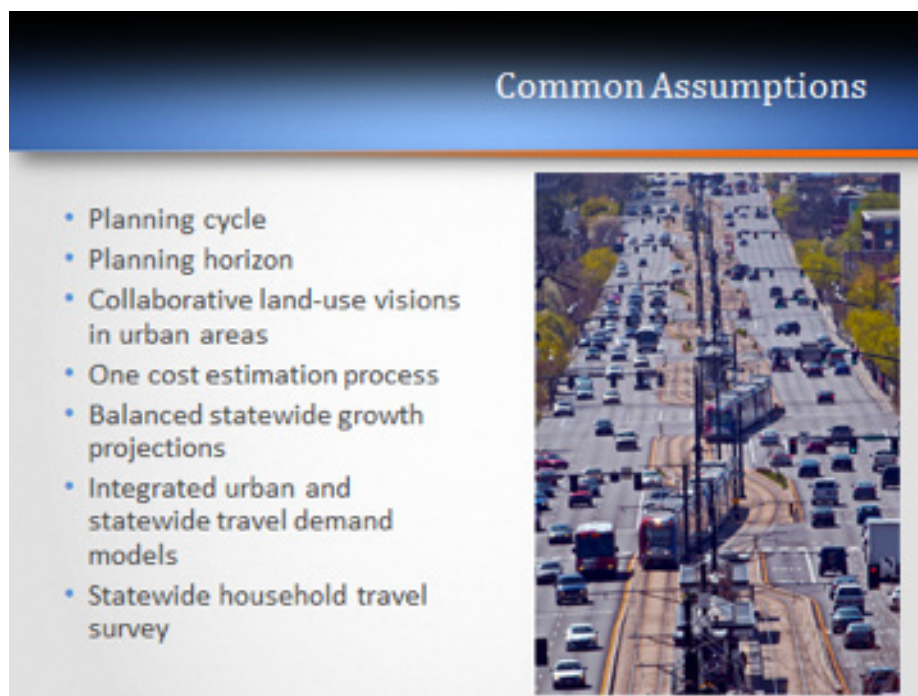 Common Assumptions
• Planning cycle
• Planning horizon
• Collaborative land-use visions
in urban areas
• One cost estimation process
• Balanced statewide growth
projections
• Integrated urban and
statewide travel demand
models
• Statewide household travel
survey